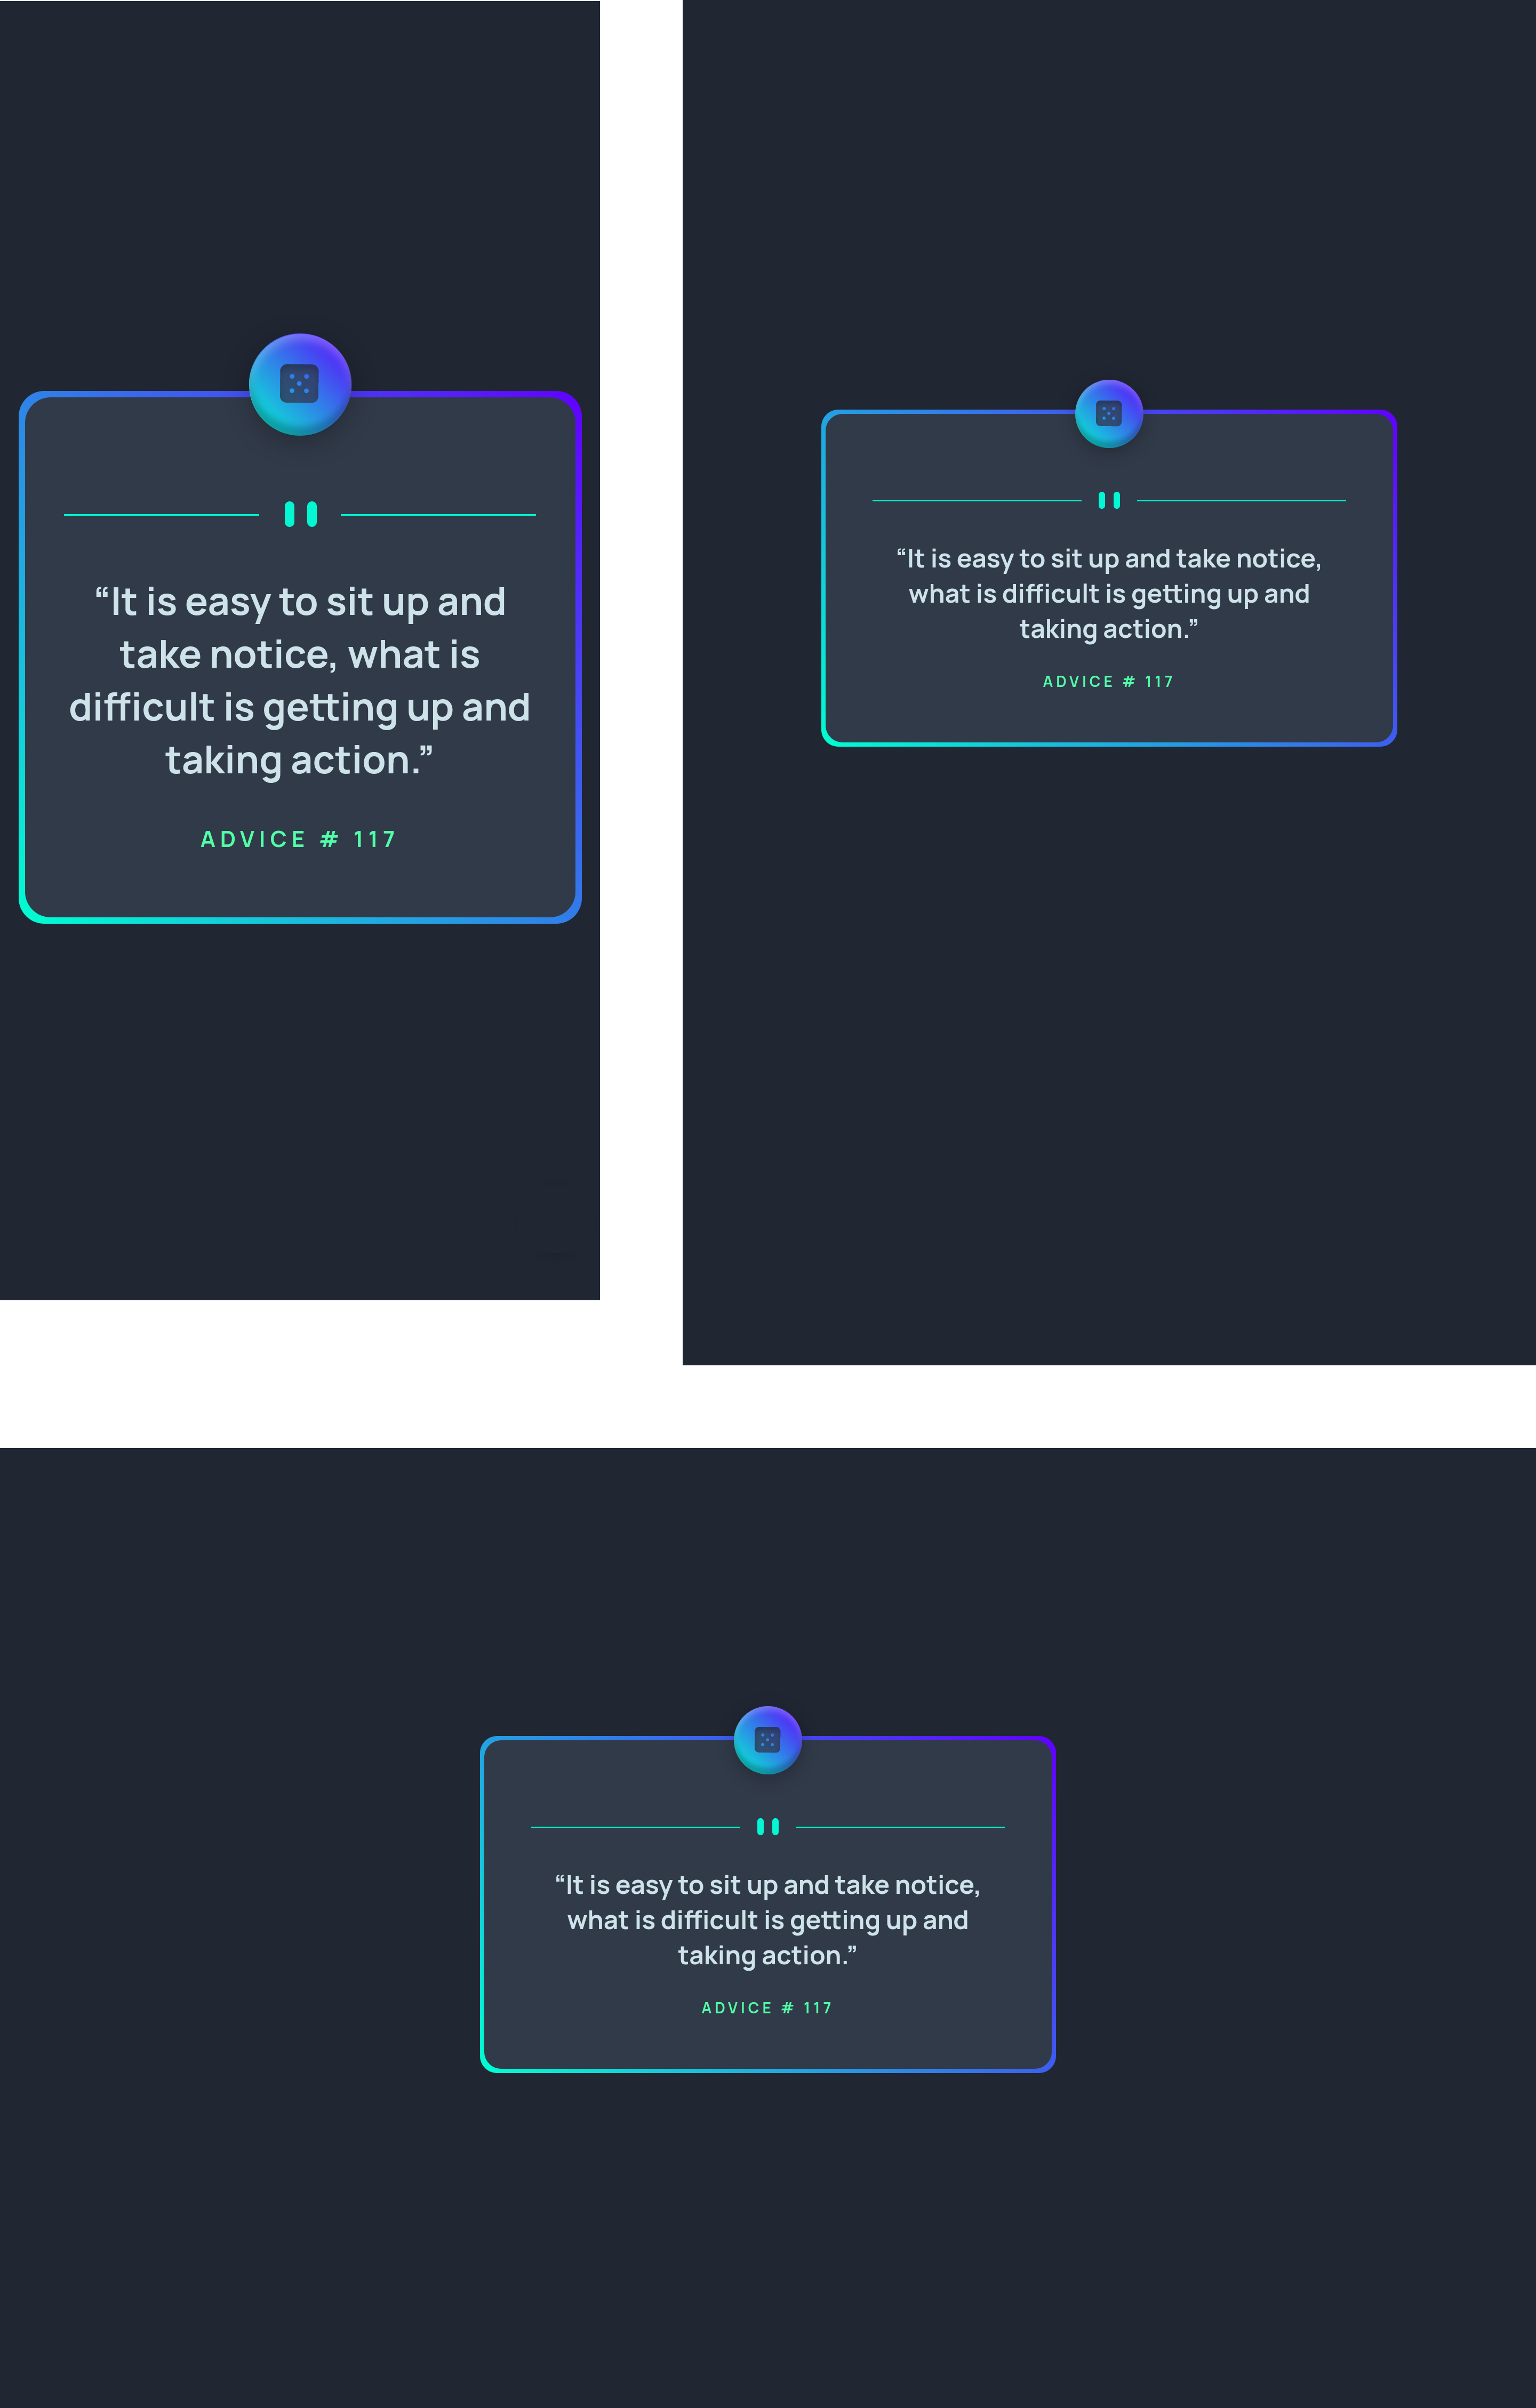 “It is easy to sit up and
take notice, what is
difficult is getting up and
taking action.”
ADVICE # 117
“It is easy to sit up and take notice,
what is difficult is getting up and
taking action.”
ADVICE # 117
“It is easy to sit up and take notice,
what is difficult is getting up and
taking action.”
ADVICE # 117